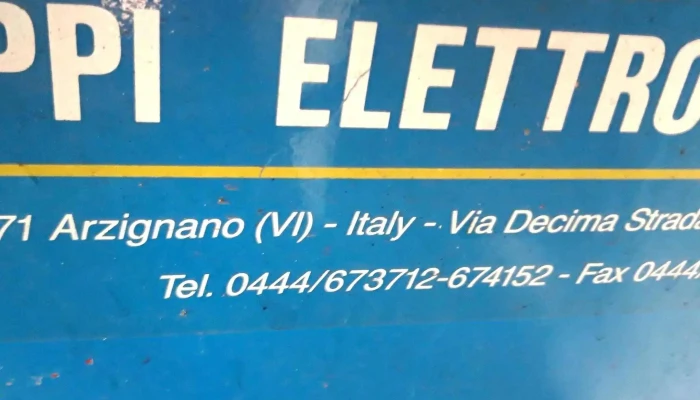 PPI ELETTRO
71 Arzignano (VI) - Italy - Via Decima Strada
Tel. 0444/673712-674152 - Fax 0444